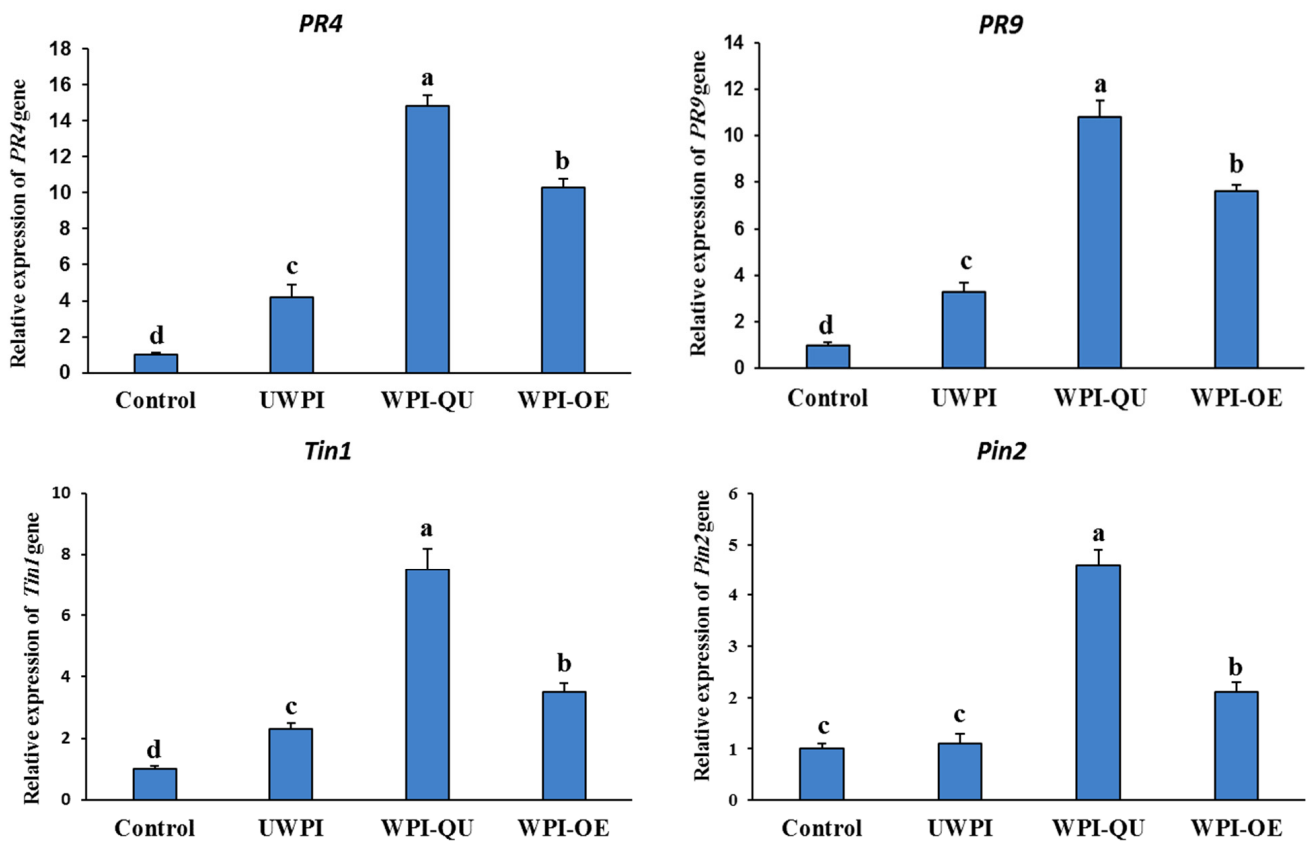 PR4
Relative expression of PR4 gene
18
16
14
12
10
8
6
4
2
0
d
c
a
b
Control UWPI WPI-QU WPI-OE
PR9
Relative expression of PR9 gene
14
12
10
8
6
4
2
0
d
c
a
b
Control UWPI WPI-QU WPI-OE
Tin1
Relative expression of Tin1 gene
10
8
6
4
2
0
d
c
a
b
Control UWPI WPI-QU WPI-OE
Pin2
Relative expression of Pin2 gene
6
5
4
3
2
1
0
c
c
a
b
Control UWPI WPI-QU WPI-OE